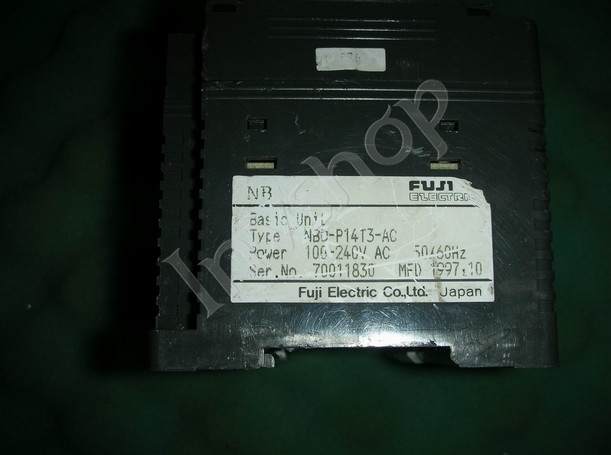 NB
FUJI
ELECTRIC
Basic Unit
Type NB0-P14T3-AC
Power 100-240V AC 50/60Hz
Ser.No. 70011830 MFD 1997.10
Fuji Electric Co.,Ltd. Japan